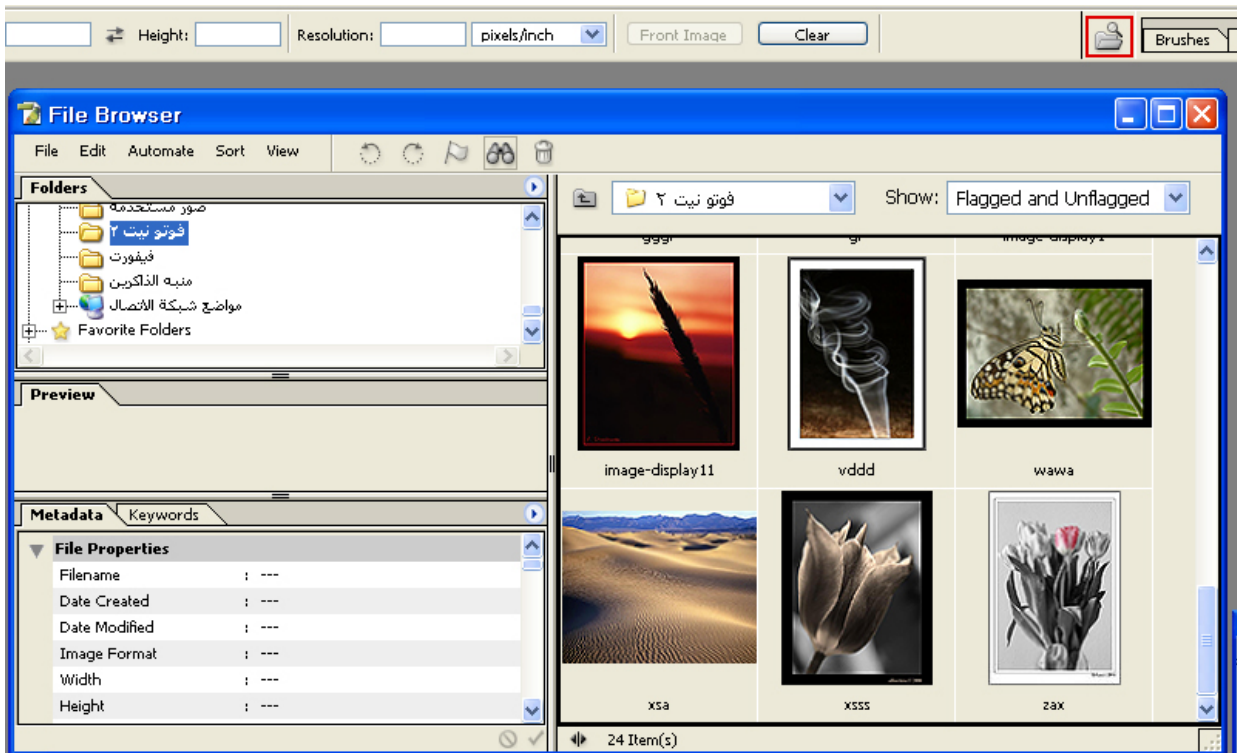 Height: Resolution: pixels/inch Front Image Clear Brushes
File Browser
File Edit Automate Sort View
Folders
صور مستخدمة
فوتو نيت ٢
فيفورت
منبه الذاكرين
مواضع شبكة الاتصال
Favorite Folders
Preview
Metadata Keywords
File Properties
Filename : ---
Date Created : ---
Date Modified : ---
Image Format : ---
Width : ---
Height : ---
فوتو نيت ٢ Show: Flagged and Unflagged
image-display11 vddd wawa
xsa xsss zax
24 Item(s)